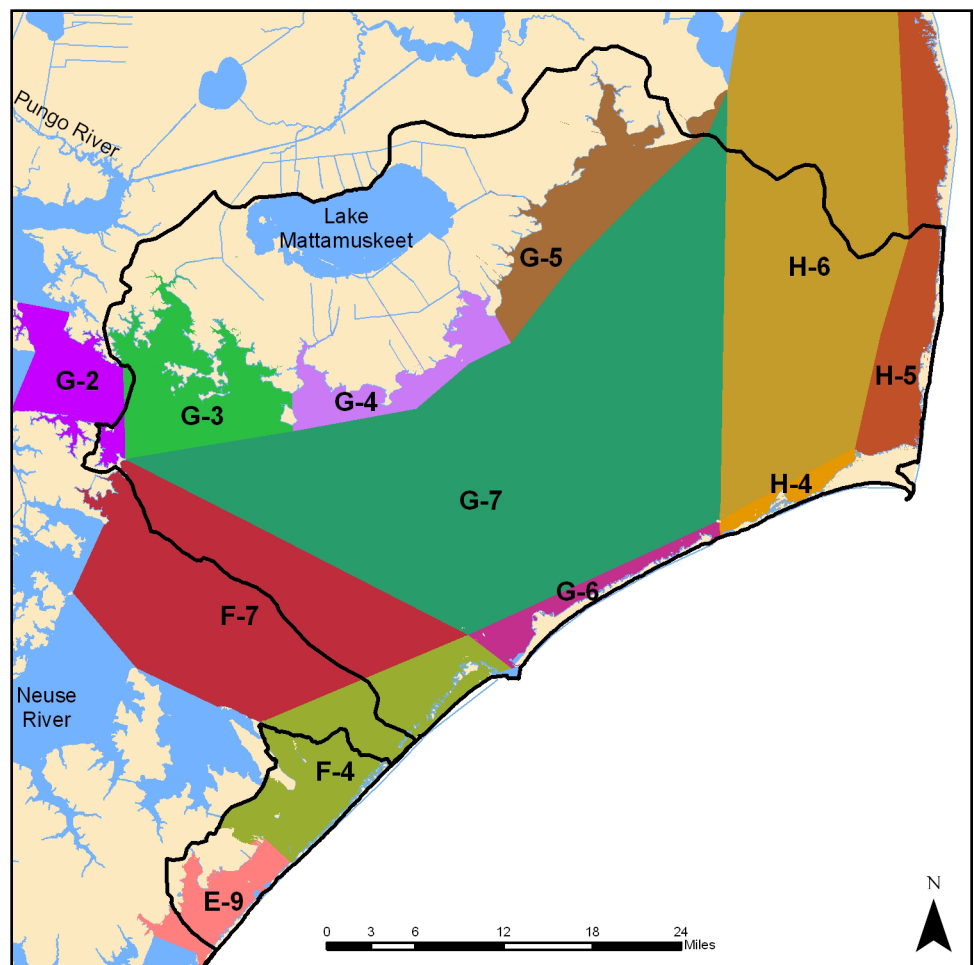 Pungo River
Lake
Mattamuskeet
G-5
H-6
G-2
G-3
G-4
H-5
G-7
H-4
G-6
F-7
Neuse
River
F-4
E-9
N
0 3 6 12 18 24
Miles